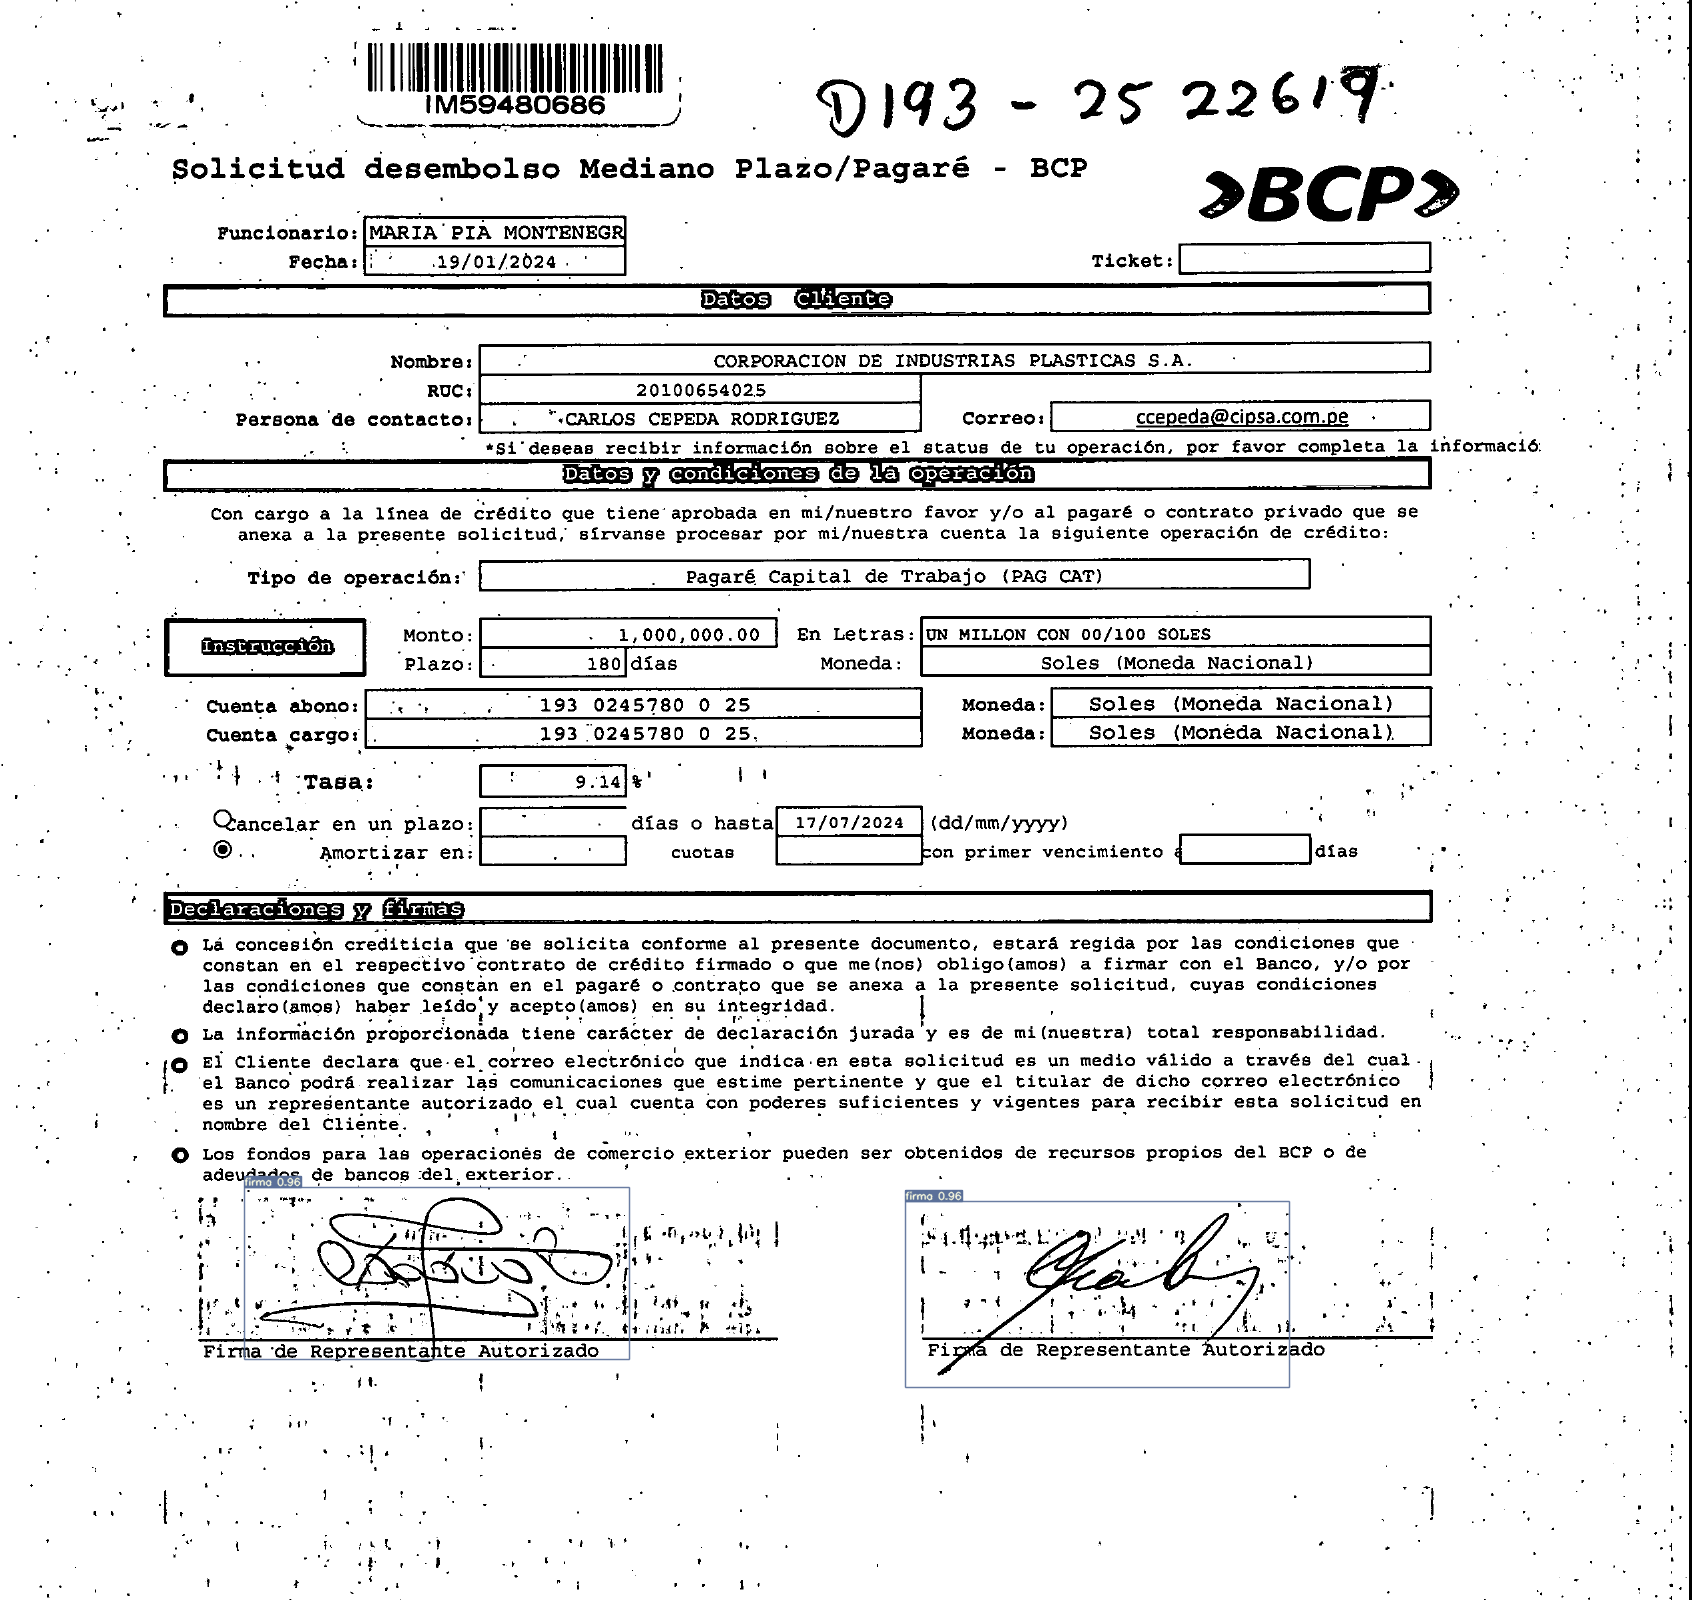 IM59480686
D193 - 25 22619
Solicitud desembolso Mediano Plazo/Pagaré - BCP
BCP
Funcionario: MARIA PIA MONTENEGR
Fecha: 19/01/2024
Ticket:
Datos Cliente
Nombre: CORPORACION DE INDUSTRIAS PLASTICAS S.A.
RUC: 20100654025
Persona de contacto: CARLOS CEPEDA RODRIGUEZ Correo: ccepeda@cipsa.com.pe
*Si deseas recibir información sobre el status de tu operación, por favor completa la informació
Datos y condiciones de la operación
Con cargo a la línea de crédito que tiene aprobada en mi/nuestro favor y/o al pagaré o contrato privado que se
anexa a la presente solicitud, sírvanse procesar por mi/nuestra cuenta la siguiente operación de crédito:
Tipo de operación: Pagaré Capital de Trabajo (PAG CAT)
Instrucción
Monto: 1,000,000.00 En Letras: UN MILLON CON 00/100 SOLES
Plazo: 180 días Moneda: Soles (Moneda Nacional)
Cuenta abono: 193 0245780 0 25 Moneda: Soles (Moneda Nacional)
Cuenta cargo: 193 0245780 0 25 Moneda: Soles (Moneda Nacional)
Tasa: 9.14 %
Cancelar en un plazo: días o hasta 17/07/2024 (dd/mm/yyyy)
Amortizar en: cuotas con primer vencimiento a días
Declaraciones y firmas
La concesión crediticia que se solicita conforme al presente documento, estará regida por las condiciones que
constan en el respectivo contrato de crédito firmado o que me(nos) obligo(amos) a firmar con el Banco, y/o por
las condiciones que constan en el pagaré o contrato que se anexa a la presente solicitud, cuyas condiciones
declaro(amos) haber leído y acepto(amos) en su integridad.
La información proporcionada tiene carácter de declaración jurada y es de mi(nuestra) total responsabilidad.
El Cliente declara que el correo electrónico que indica en esta solicitud es un medio válido a través del cual
el Banco podrá realizar las comunicaciones que estime pertinente y que el titular de dicho correo electrónico
es un representante autorizado el cual cuenta con poderes suficientes y vigentes para recibir esta solicitud en
nombre del Cliente.
Los fondos para las operaciones de comercio exterior pueden ser obtenidos de recursos propios del BCP o de
adeudados de bancos del exterior.
firma 0.96
firma 0.96
Firma de Representante Autorizado
Firma de Representante Autorizado